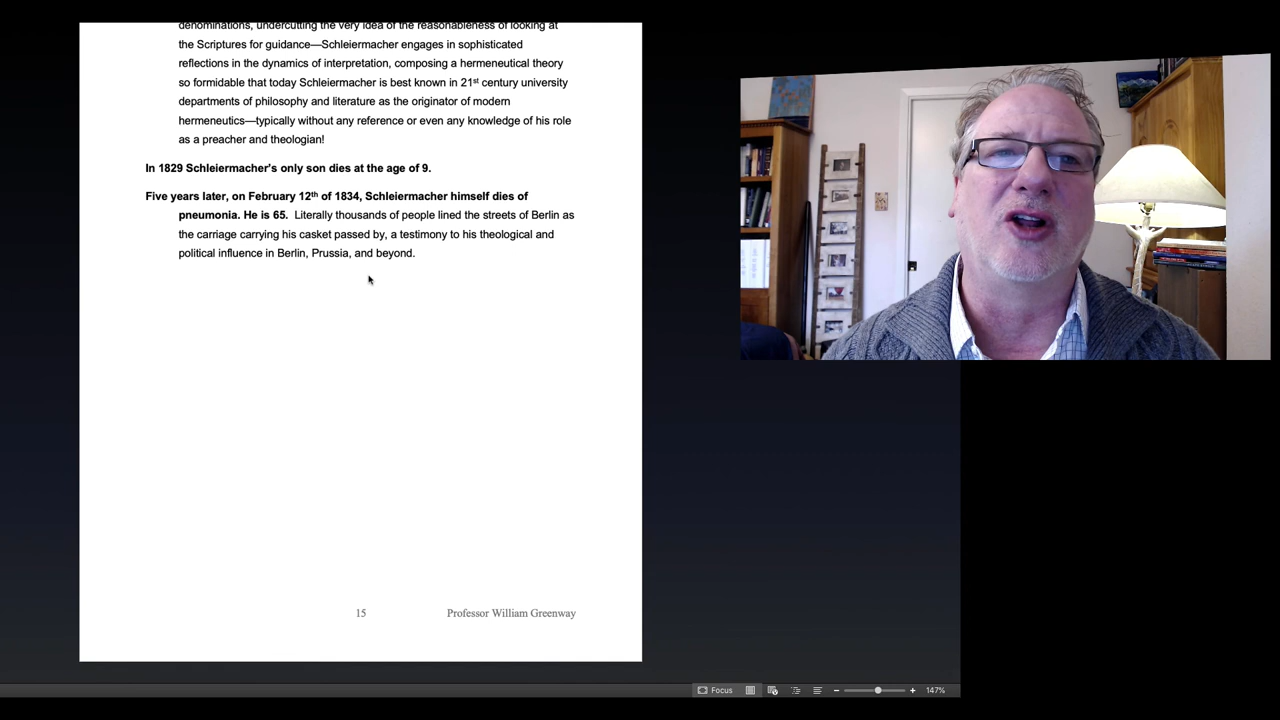 denominations, undercutting the very idea of the reasonableness of looking at
the Scriptures for guidance—Schleiermacher engages in sophisticated
reflections in the dynamics of interpretation, composing a hermeneutical theory
so formidable that today Schleiermacher is best known in 21st century university
departments of philosophy and literature as the originator of modern
hermeneutics—typically without any reference or even any knowledge of his role
as a preacher and theologian!
In 1829 Schleiermacher's only son dies at the age of 9.
Five years later, on February 12th of 1834, Schleiermacher himself dies of
pneumonia. He is 65. Literally thousands of people lined the streets of Berlin as
the carriage carrying his casket passed by, a testimony to his theological and
political influence in Berlin, Prussia, and beyond.
15 Professor William Greenway
Focus 147%